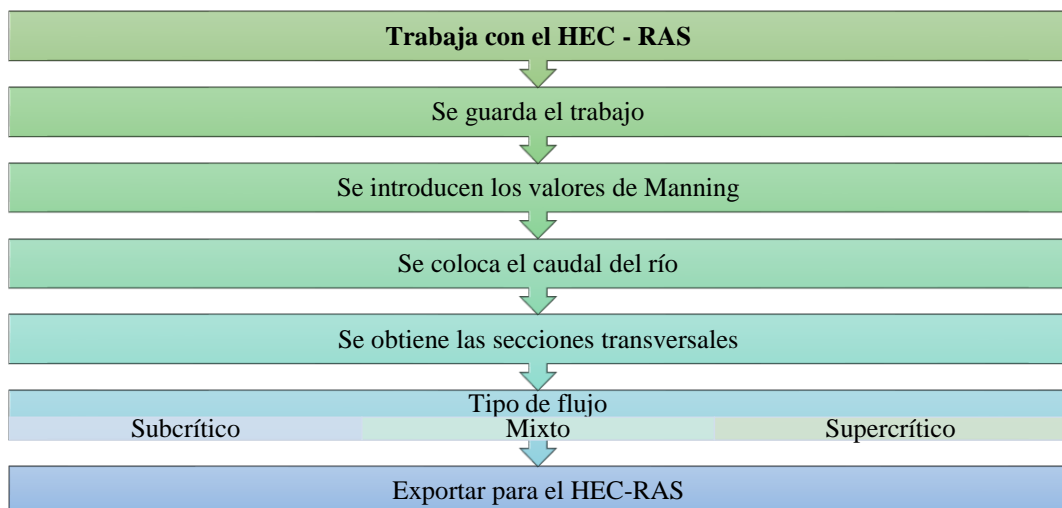 Trabaja con el HEC - RAS
Se guarda el trabajo
Se introducen los valores de Manning
Se coloca el caudal del río
Se obtiene las secciones transversales
Tipo de flujo
Subcrítico Mixto Supercrítico
Exportar para el HEC-RAS